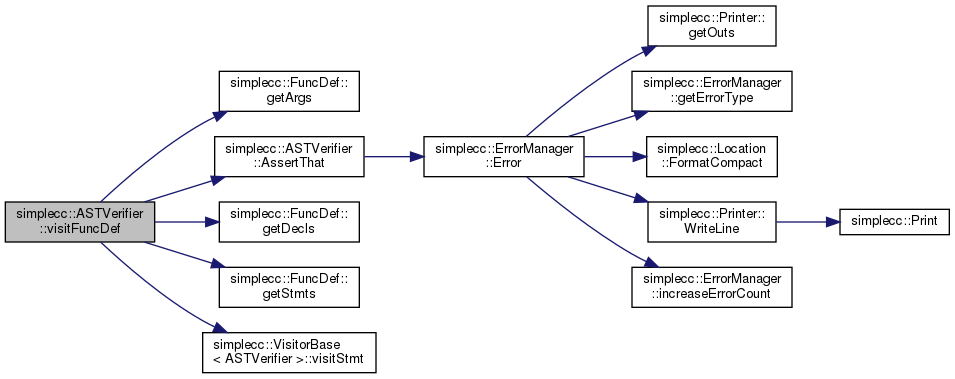 simplecc::ASTVerifier
::visitFuncDef
simplecc::FuncDef::
getArgs
simplecc::ASTVerifier
::AssertThat
simplecc::FuncDef::
getDecls
simplecc::FuncDef::
getStmts
simplecc::VisitorBase
< ASTVerifier >::visitStmt
simplecc::ErrorManager
::Error
simplecc::Printer::
getOuts
simplecc::ErrorManager
::getErrorType
simplecc::Location
::FormatCompact
simplecc::Printer::
WriteLine
simplecc::ErrorManager
::increaseErrorCount
simplecc::Print